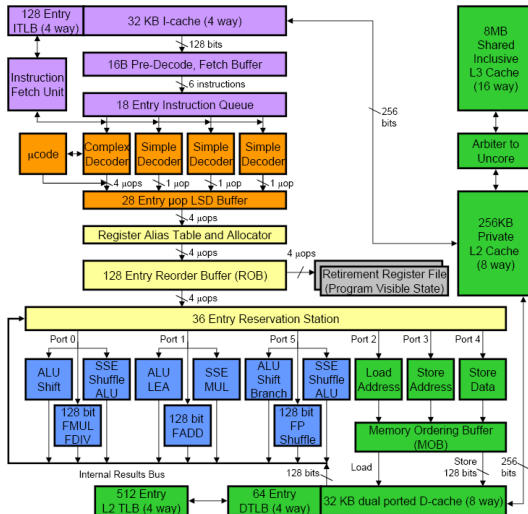 128 Entry
ITLB (4 way)
32 KB I-cache (4 way)
128 bits
16B Pre-Decode, Fetch Buffer
Instruction
Fetch Unit
6 instructions
18 Entry Instruction Queue
μcode
Complex
Decoder
Simple
Decoder
Simple
Decoder
Simple
Decoder
4 μops
1 μop
1 μop
1 μop
28 Entry μop LSD Buffer
4 μops
Register Alias Table and Allocator
4 μops
128 Entry Reorder Buffer (ROB)
4 μops
Retirement Register File
(Program Visible State)
4 μops
256
bits
8MB
Shared
Inclusive
L3 Cache
(16 way)
Arbiter to
Uncore
256KB
Private
L2 Cache
(8 way)
36 Entry Reservation Station
Port 0
Port 1
Port 5
Port 2
Port 3
Port 4
ALU
Shift
SSE
Shuffle
ALU
128 bit
FMUL
FDIV
ALU
LEA
SSE
MUL
128 bit
FADD
ALU
Shift
Branch
SSE
Shuffle
ALU
128 bit
FP
Shuffle
Load
Address
Store
Address
Store
Data
Memory Ordering Buffer
(MOB)
Internal Results Bus
128 bits
Load
Store
128 bits
256
bits
512 Entry
L2 TLB (4 way)
64 Entry
DTLB (4 way)
32 KB dual ported D-cache (8 way)